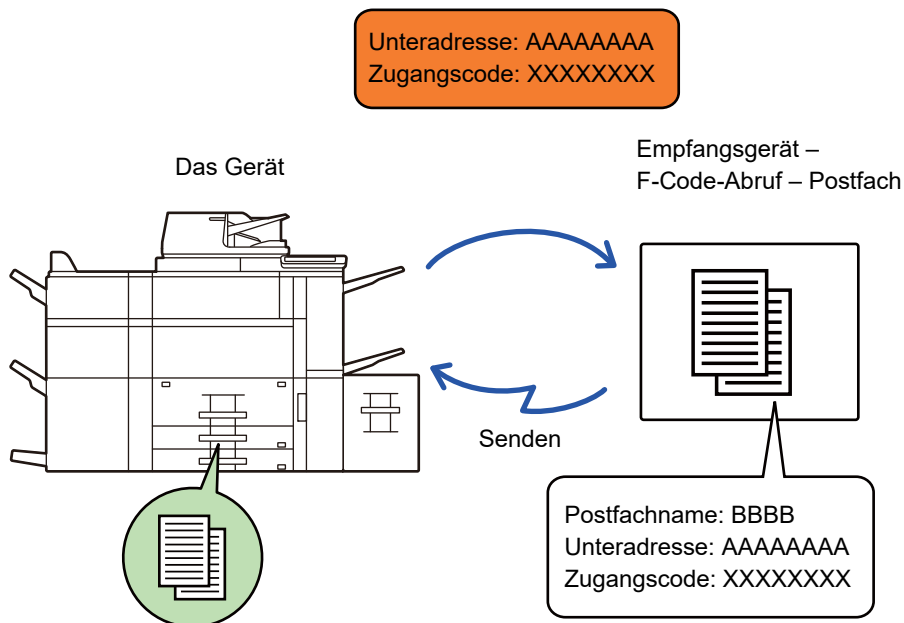 Unteradresse: AAAAAAAA
Zugangscode: XXXXXXXX
Das Gerät
Empfangsgerät –
F-Code-Abruf – Postfach
Senden
Postfachname: BBBB
Unteradresse: AAAAAAAA
Zugangscode: XXXXXXXX